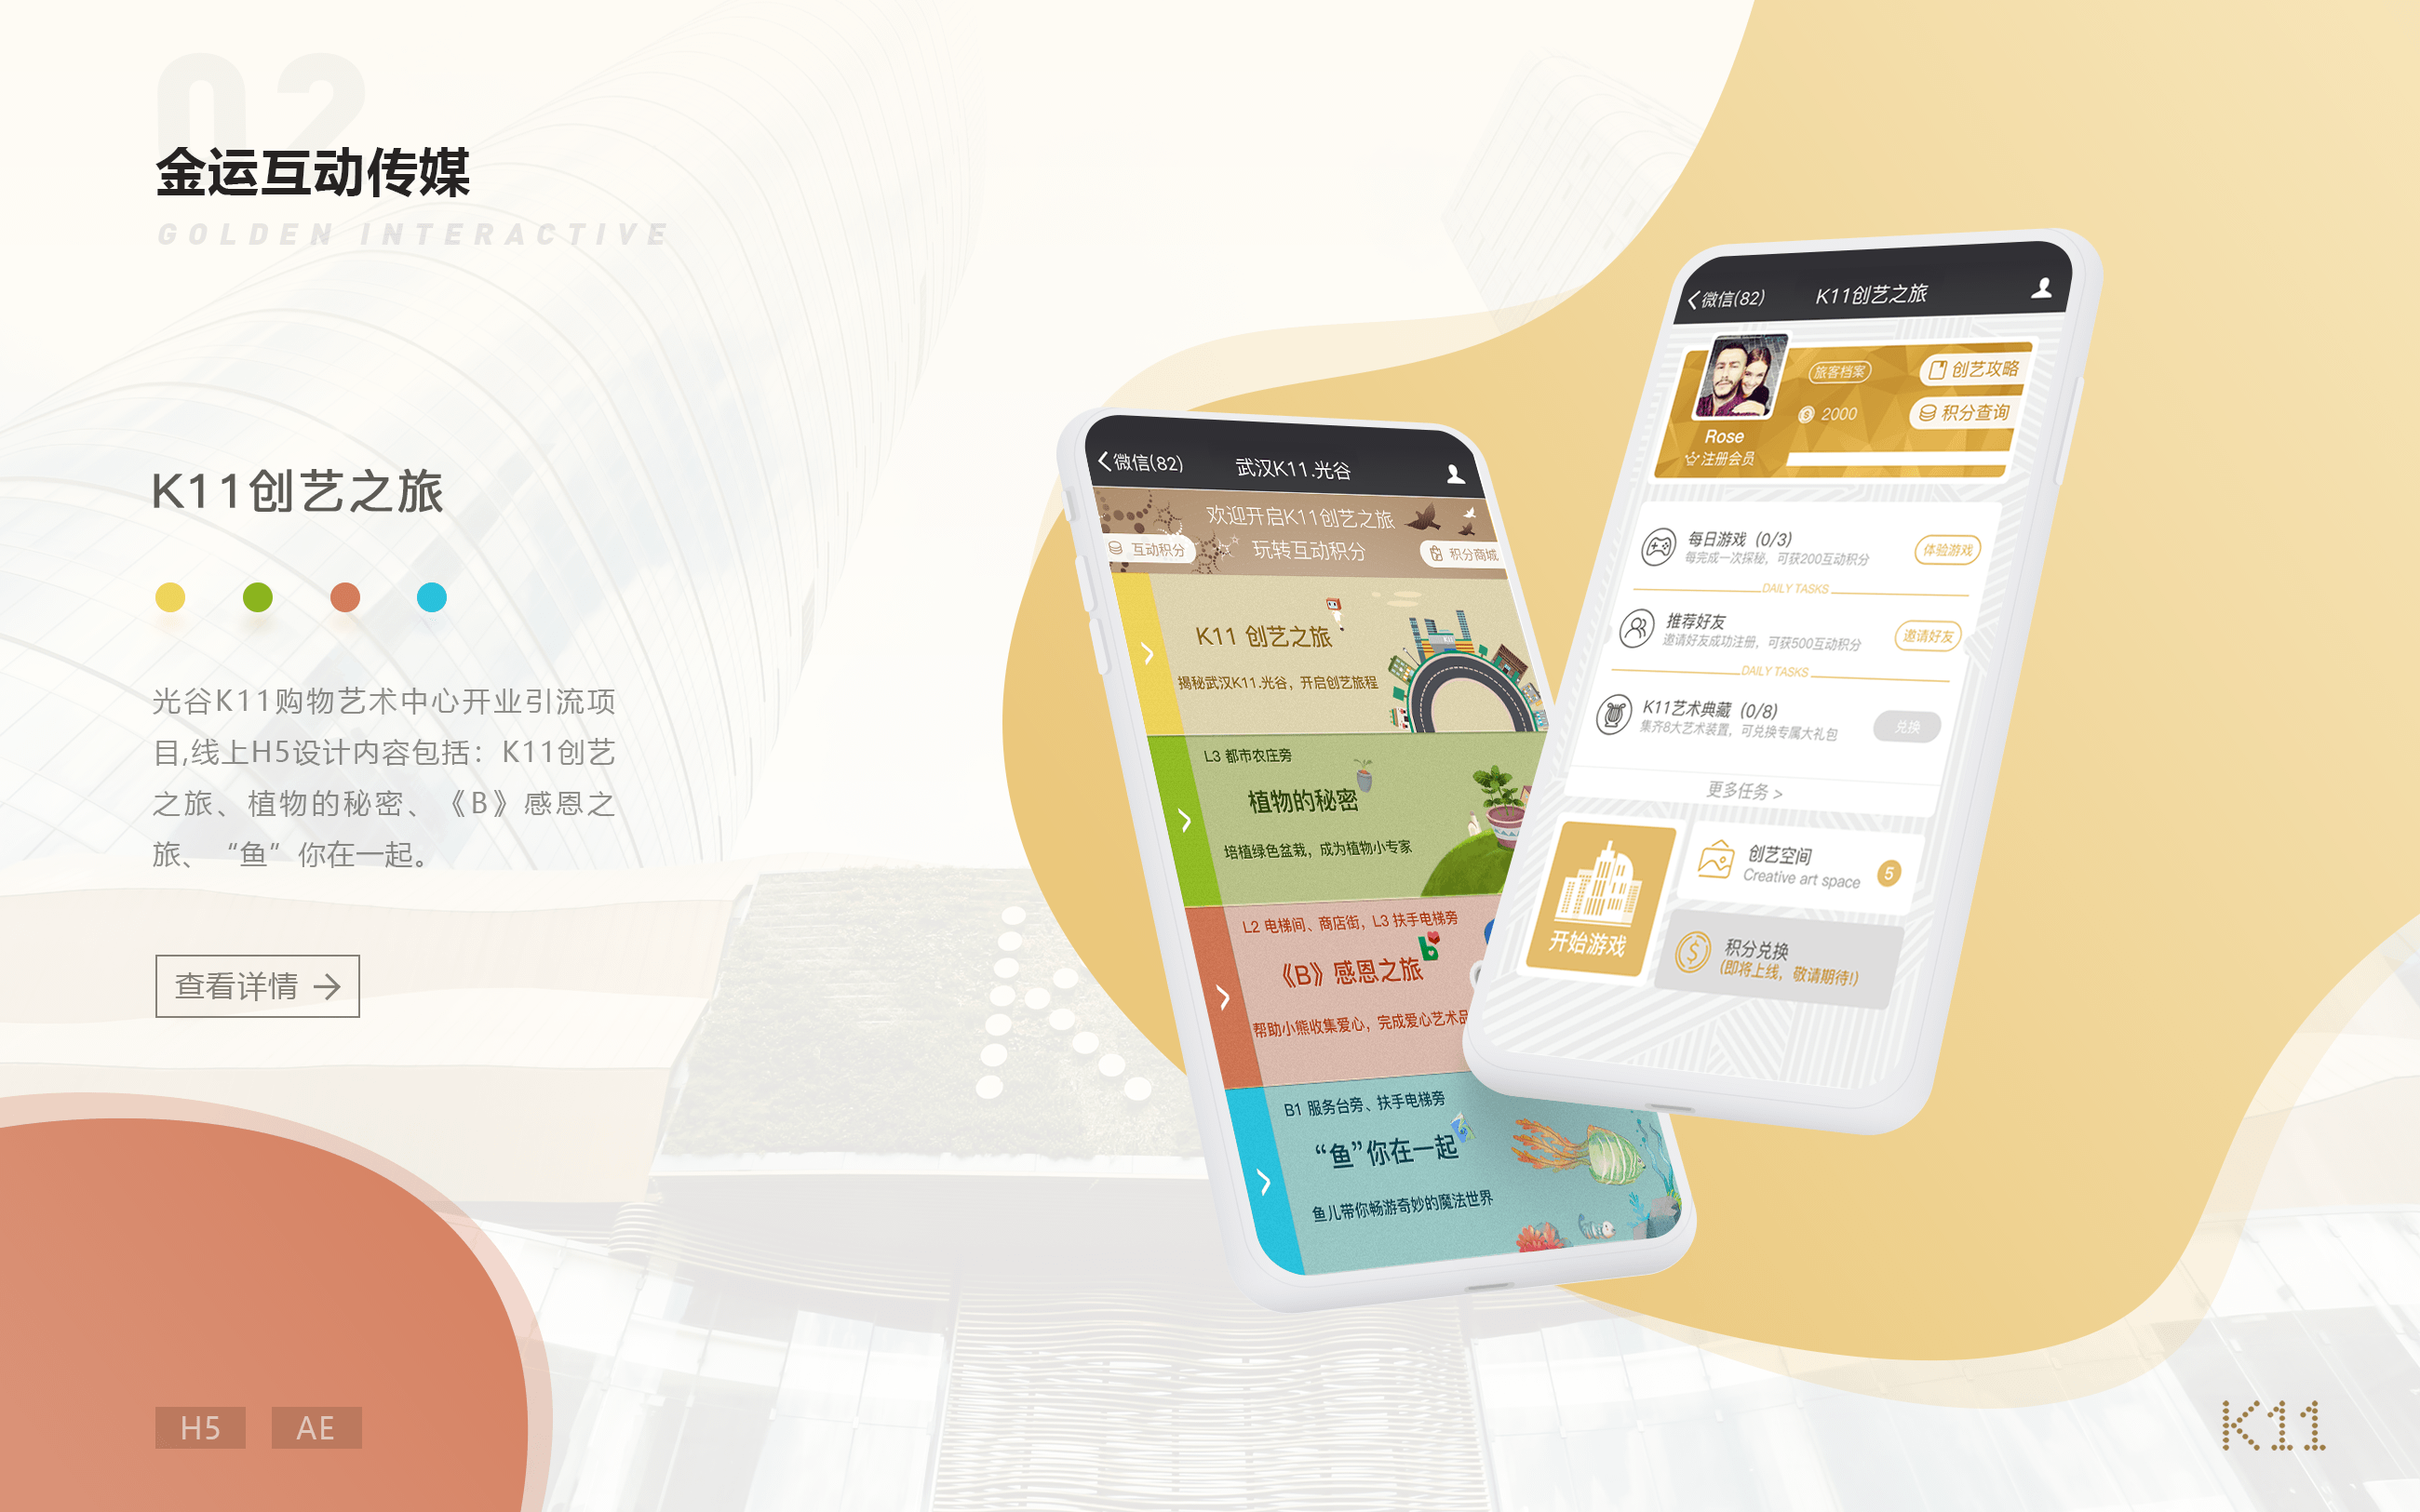 02
金运互动传媒
GOLDEN INTERACTIVE
K11创艺之旅
光谷K11购物艺术中心开业引流项
目,线上H5设计内容包括：K11创艺
之旅、植物的秘密、《B》感恩之
旅、“鱼”你在一起。
查看详情
H5 AE
微信(82) 武汉K11.光谷
欢迎开启K11创艺之旅
玩转互动积分
互动积分
积分商城
K11 创艺之旅
揭秘武汉K11.光谷，开启创艺旅程
L3 都市农庄旁
植物的秘密
培植绿色盆栽，成为植物小专家
L2 电梯间、商店街，L3 扶手电梯旁
《B》感恩之旅
帮助小熊收集爱心，完成爱心艺术品
B1 服务台旁、扶手电梯旁
“鱼”你在一起
鱼儿带你畅游奇妙的魔法世界
微信(82) K11创艺之旅
旅客档案
创艺攻略
2000
积分查询
Rose
注册会员
每日游戏（0/3）
每完成一次探秘，可获200互动积分
体验游戏
DAILY TASKS
推荐好友
邀请好友成功注册，可获500互动积分
邀请好友
DAILY TASKS
K11艺术典藏（0/8）
集齐8大艺术装置，可兑换专属大礼包
兑换
更多任务 >
开始游戏
创艺空间
Creative art space
5
积分兑换
(即将上线，敬请期待!)
K11